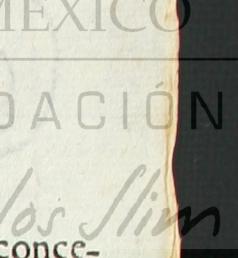 MÉXICO
DACIÓN
los Slim
conce-